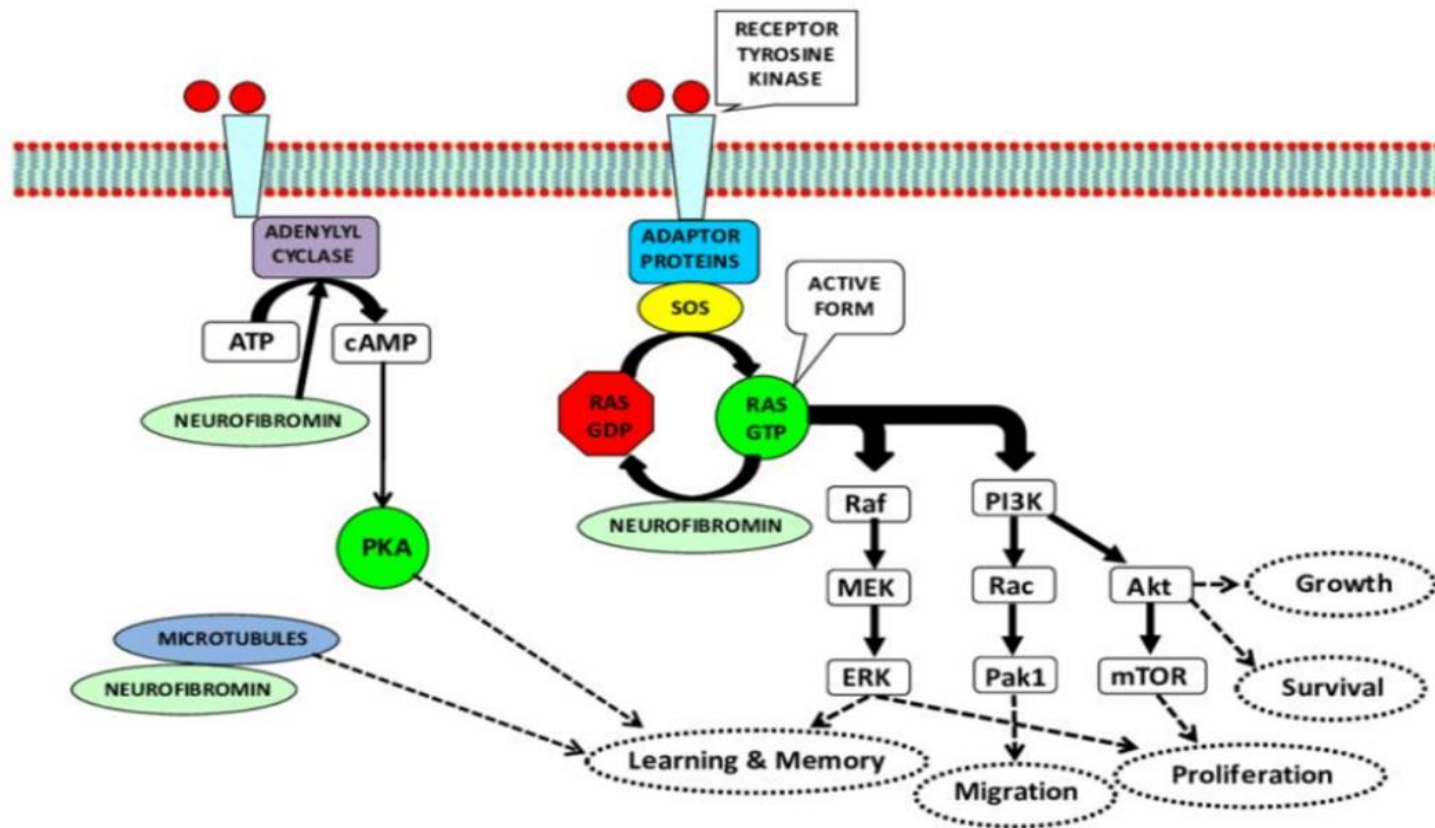 RECEPTOR
TYROSINE
KINASE
ADENYLYL
CYCLASE
ADAPTOR
PROTEINS
SOS
ACTIVE
FORM
ATP
cAMP
NEUROFIBROMIN
RAS
GDP
RAS
GTP
NEUROFIBROMIN
Raf
PI3K
PKA
MEK
Rac
Akt
Growth
MICROTUBULES
NEUROFIBROMIN
ERK
Pak1
mTOR
Survival
Learning & Memory
Migration
Proliferation